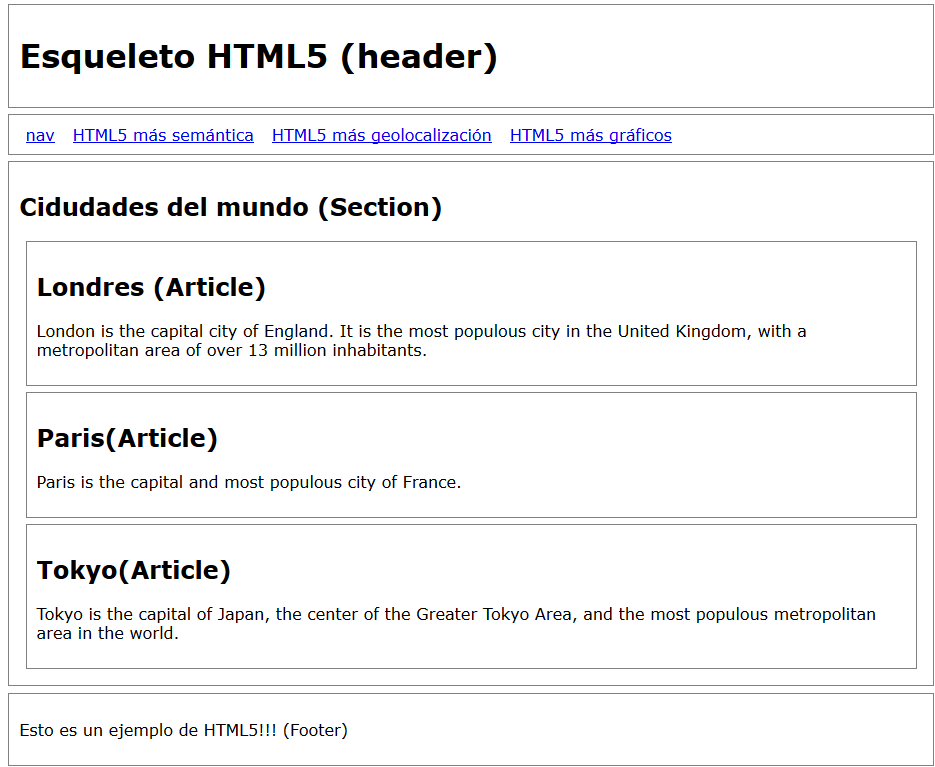 Esqueleto HTML5 (header)
nav HTML5 más semántica HTML5 más geolocalización HTML5 más gráficos
Cidudades del mundo (Section)
Londres (Article)
London is the capital city of England. It is the most populous city in the United Kingdom, with a
metropolitan area of over 13 million inhabitants.
Paris(Article)
Paris is the capital and most populous city of France.
Tokyo(Article)
Tokyo is the capital of Japan, the center of the Greater Tokyo Area, and the most populous metropolitan
area in the world.
Esto es un ejemplo de HTML5!!! (Footer)